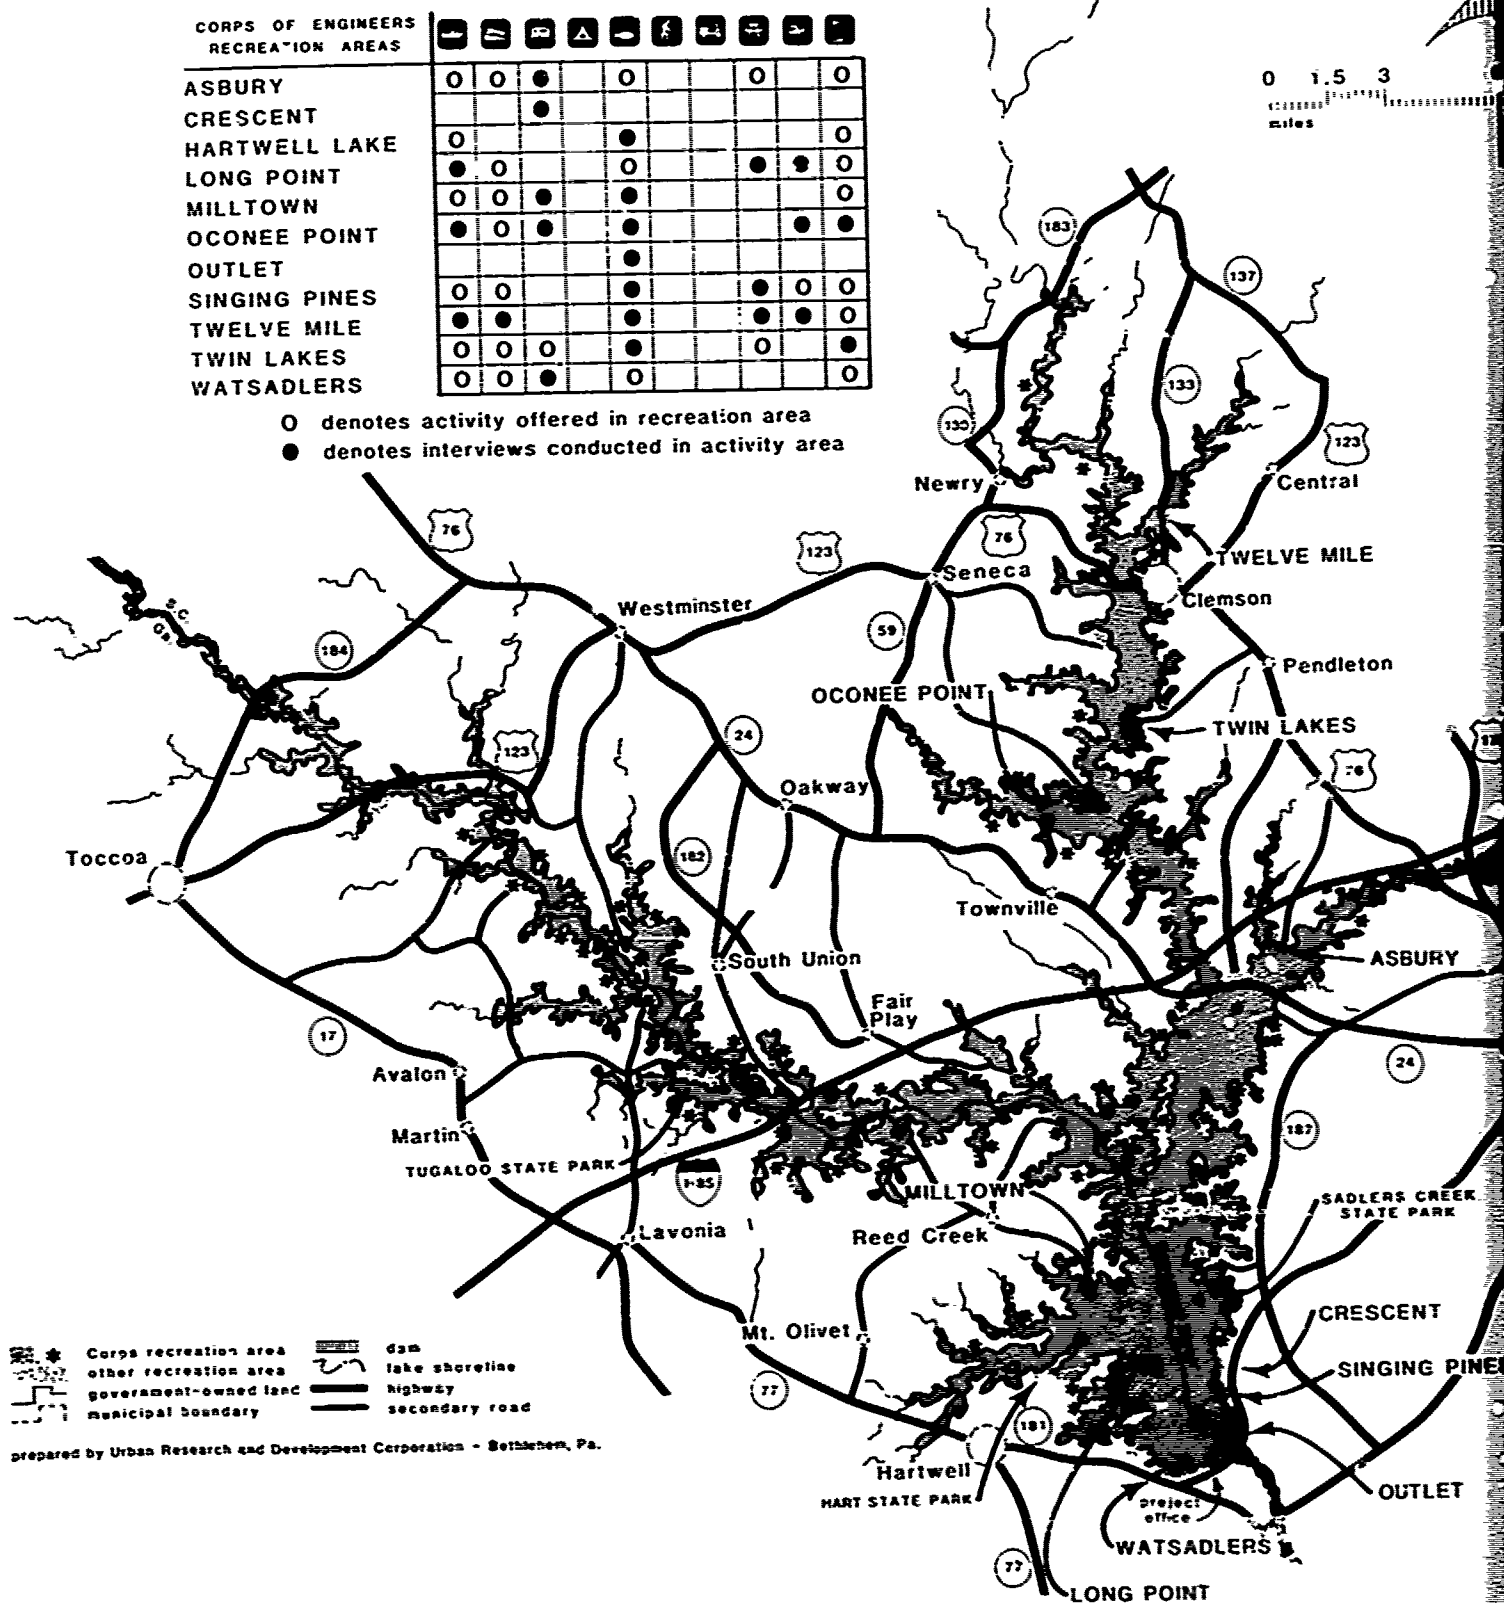 CORPS OF ENGINEERS
RECREATION AREAS
ASBURY O O ● O O O
CRESCENT ●
HARTWELL LAKE O ● O
LONG POINT ● O O ● ● O
MILLTOWN O O ● ● O
OCONEE POINT ● O ● ● ● ●
OUTLET ●
SINGING PINES O O ● ● O O
TWELVE MILE ● ● ● ● ● O
TWIN LAKES O O O ● O ●
WATSADLERS O O ● O O
O denotes activity offered in recreation area
● denotes interviews conducted in activity area
0 1.5 3
miles
183
137
133
130
123
Newry
Central
76
76
123
TWELVE MILE
Seneca
Clemson
S.C.
Ga.
Westminster
184
59
Pendleton
OCONEE POINT
TWIN LAKES
24
123
76
Oakway
Toccoa
182
Townville
South Union
ASBURY
Fair
Play
17
Avalon
24
187
Martin
TUGALOO STATE PARK
I-85
MILLTOWN
SADLERS CREEK
STATE PARK
Lavonia
Reed Creek
CRESCENT
Mt. Olivet
SINGING PINE
77
181
Hartwell
HART STATE PARK
OUTLET
project
office
WATSADLERS
77
LONG POINT
Corps recreation area
other recreation area
government-owned land
municipal boundary
dam
lake shoreline
highway
secondary road
prepared by Urban Research and Development Corporation - Bethlehem, Pa.